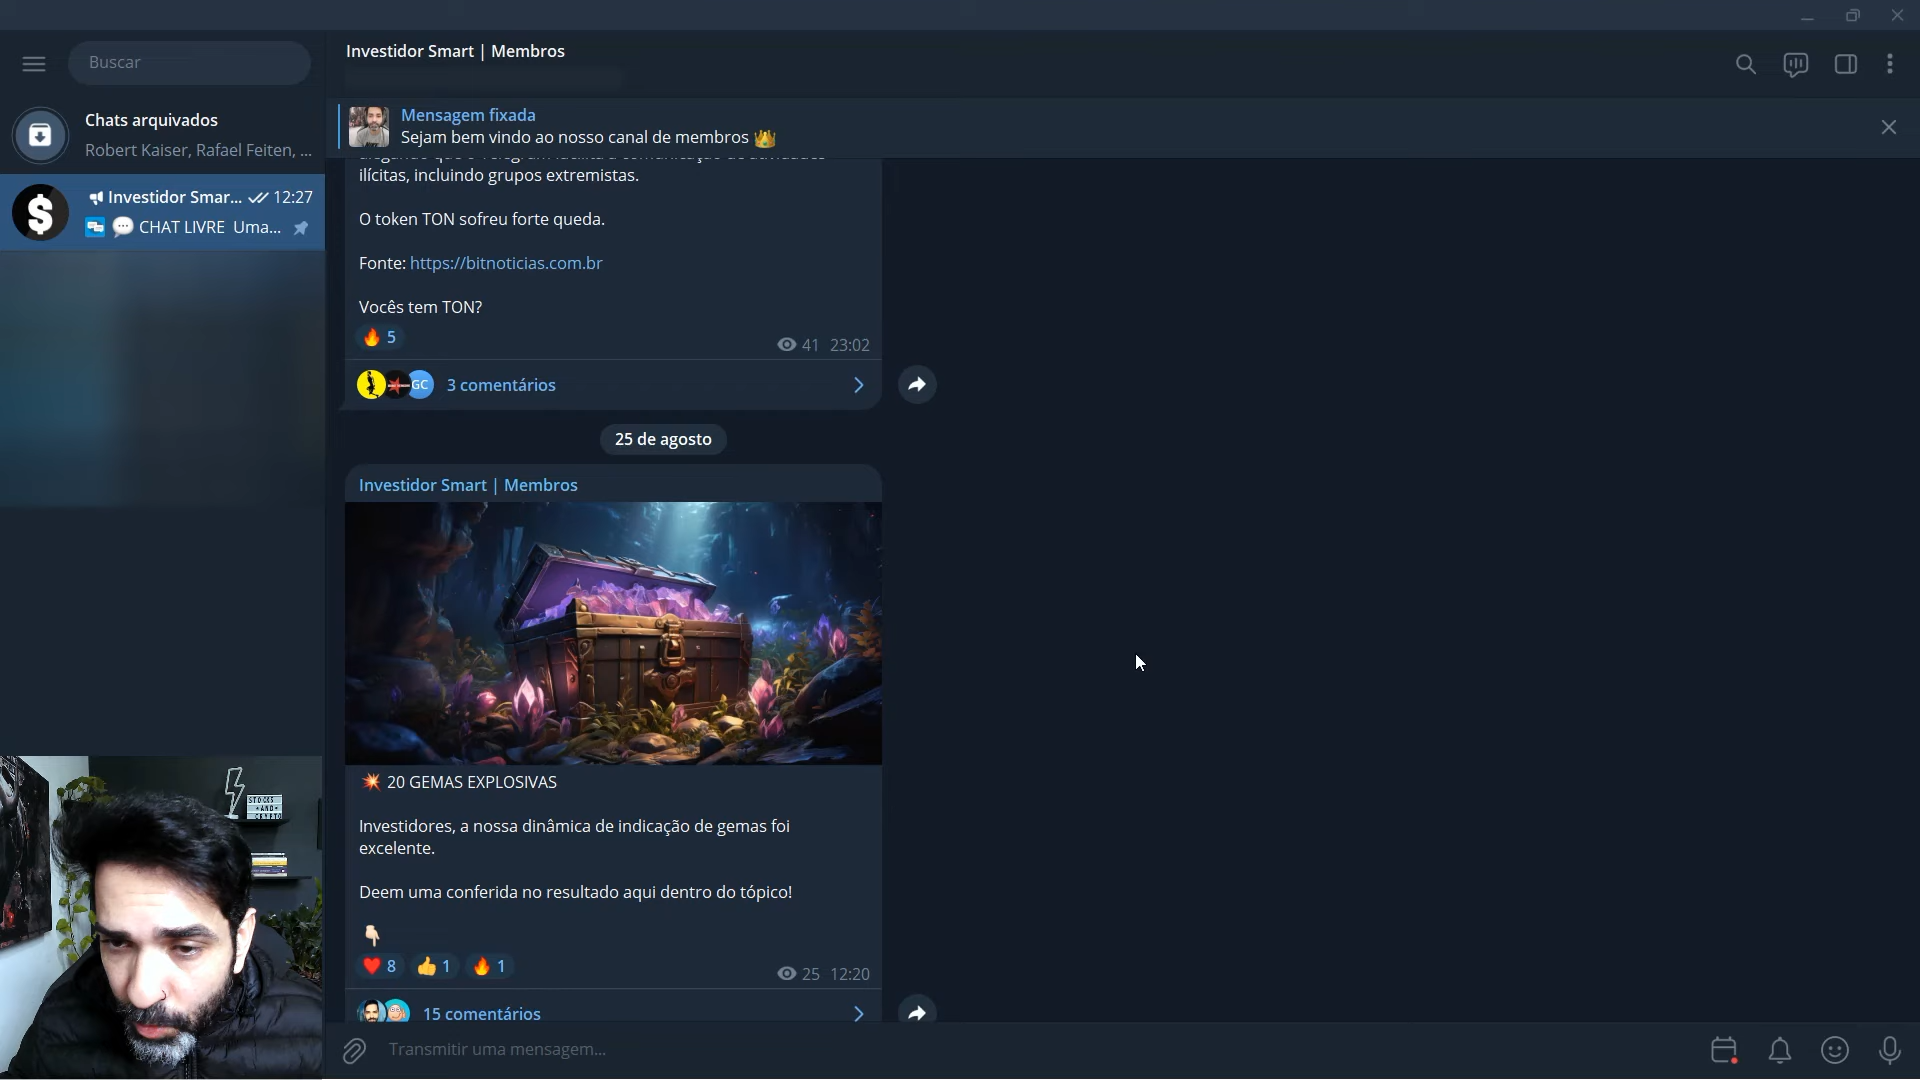 Buscar
Chats arquivados
Robert Kaiser, Rafael Feiten, ...
Investidor Smar... 12:27
💬 CHAT LIVRE Uma...
Investidor Smart | Membros
Mensagem fixada
Sejam bem vindo ao nosso canal de membros 👑
ilícitas, incluindo grupos extremistas.
O token TON sofreu forte queda.
Fonte: https://bitnoticias.com.br
Vocês tem TON?
🔥 5
41 23:02
GC
3 comentários
25 de agosto
Investidor Smart | Membros
💥 20 GEMAS EXPLOSIVAS
Investidores, a nossa dinâmica de indicação de gemas foi
excelente.
Deem uma conferida no resultado aqui dentro do tópico!
👇🏻
❤️ 8 👍 1 🔥 1
25 12:20
15 comentários
Transmitir uma mensagem...
STOCKS
AND
CRYPTO